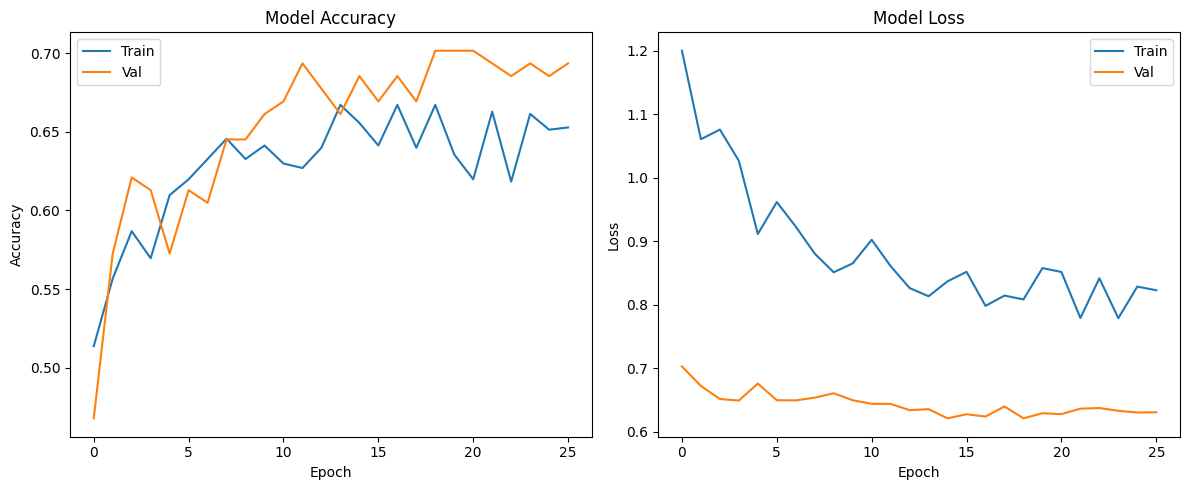 Model Accuracy
Train
Val
0.70
0.65
0.60
0.55
0.50
Accuracy
0 5 10 15 20 25
Epoch
Model Loss
Train
Val
1.2
1.1
1.0
0.9
0.8
0.7
0.6
Loss
0 5 10 15 20 25
Epoch